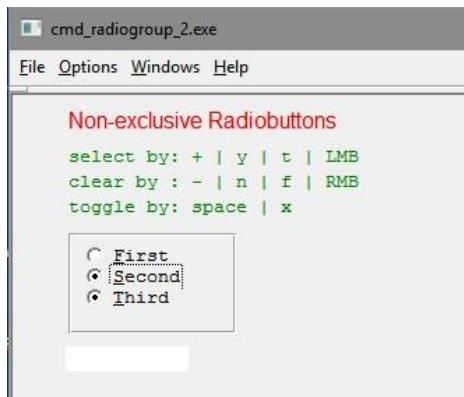 cmd_radiogroup_2.exe
File Options Windows Help
Non-exclusive Radiobuttons
select by: + | y | t | LMB
clear by : - | n | f | RMB
toggle by: space | x
First
Second
Third